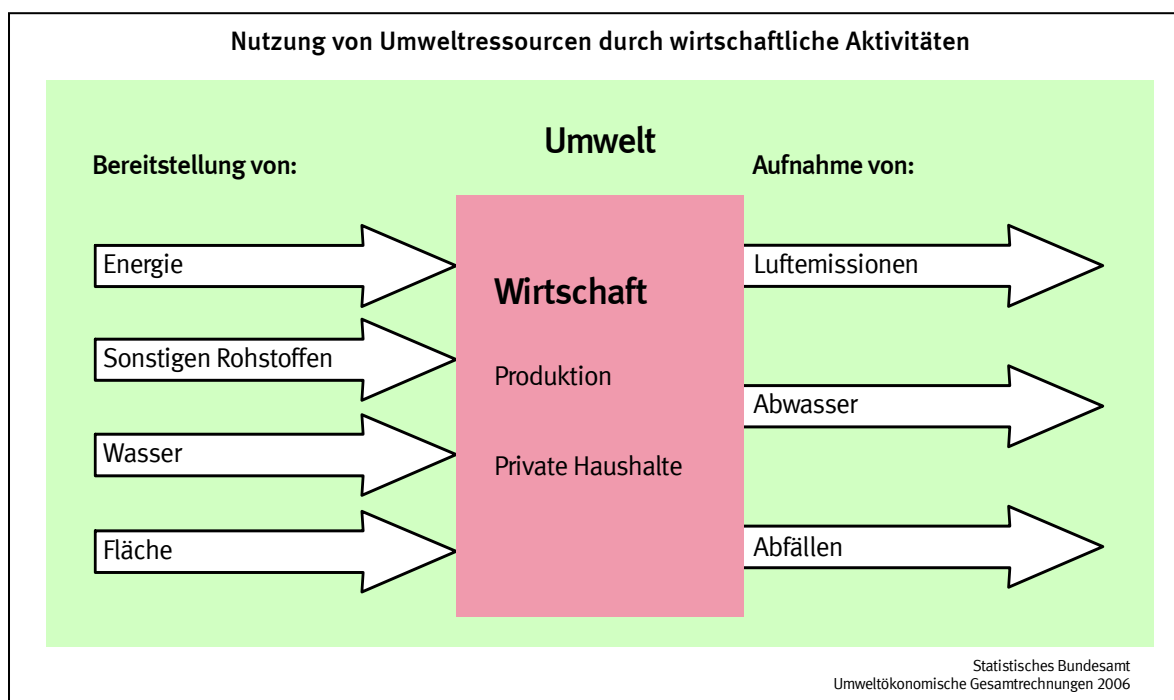 Nutzung von Umweltressourcen durch wirtschaftliche Aktivitäten
Umwelt
Bereitstellung von:
Energie
Sonstigen Rohstoffen
Wasser
Fläche
Wirtschaft
Produktion
Private Haushalte
Aufnahme von:
Luftemissionen
Abwasser
Abfällen
Statistisches Bundesamt
Umweltökonomische Gesamtrechnungen 2006